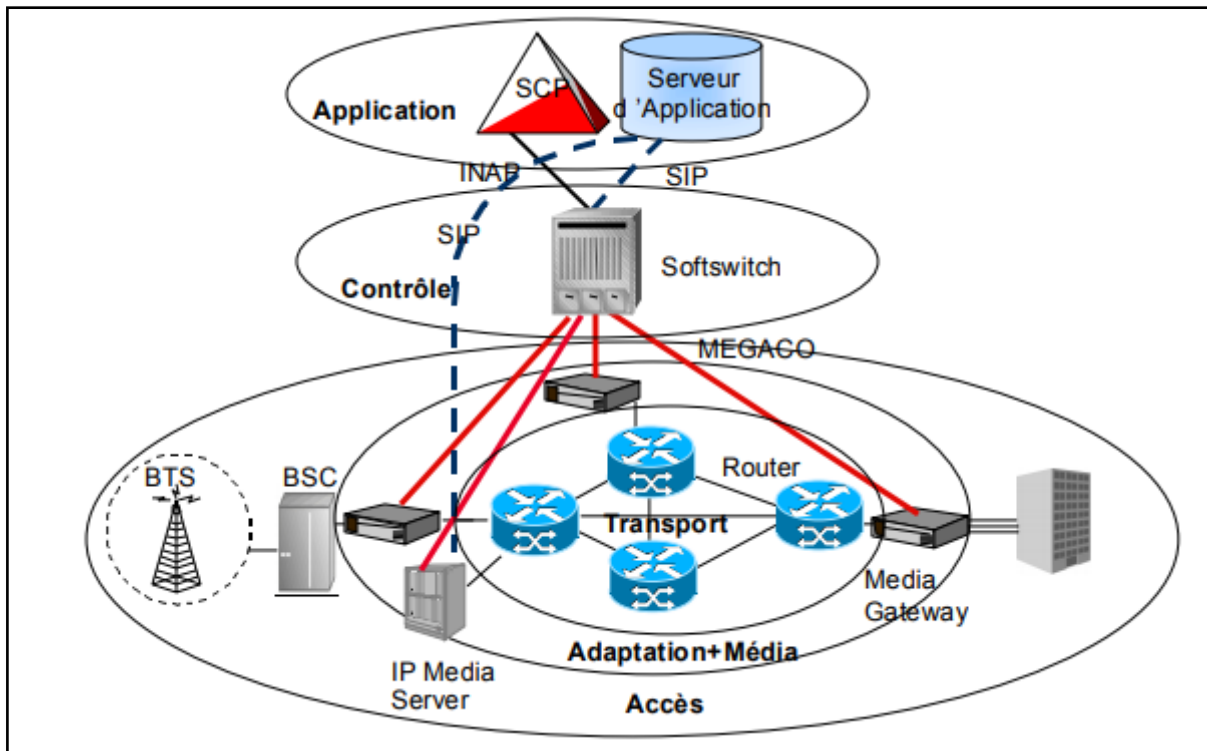 SCP
Serveur
d 'Application
Application
INAP
SIP
SIP
Softswitch
Contrôle
MEGACO
BTS
BSC
Router
Transport
Media
Gateway
Adaptation+Média
IP Media
Server
Accès